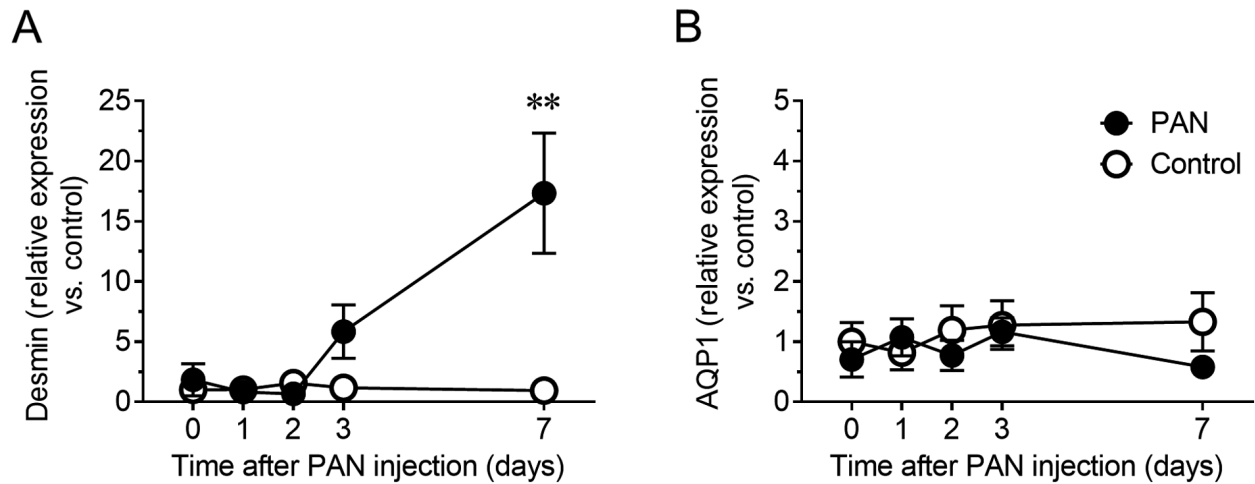 A
Desmin (relative expression
vs. control)
25
20
15
10
5
0
**
0 1 2 3 7
Time after PAN injection (days)
B
AQP1 (relative expression
vs. control)
5
4
3
2
1
0
PAN
Control
0 1 2 3 7
Time after PAN injection (days)